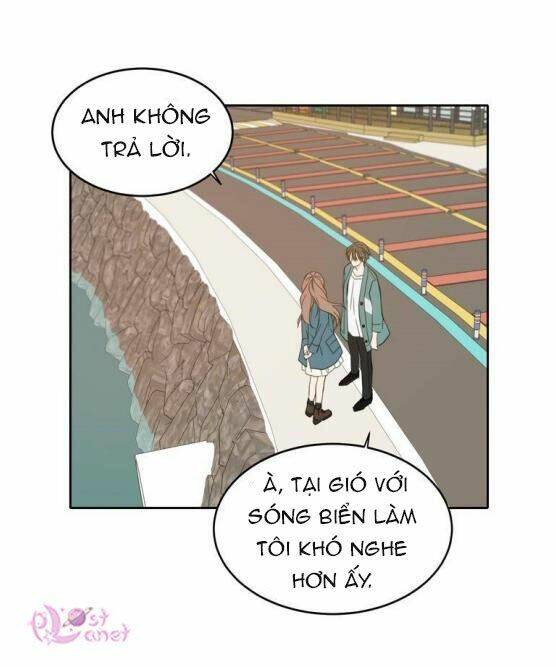 ANH KHÔNG
TRẢ LỜI.
À, TẠI GIÓ VỚI
SÓNG BIỂN LÀM
TÔI KHÓ NGHE
HƠN ẤY.
Lost
Planet